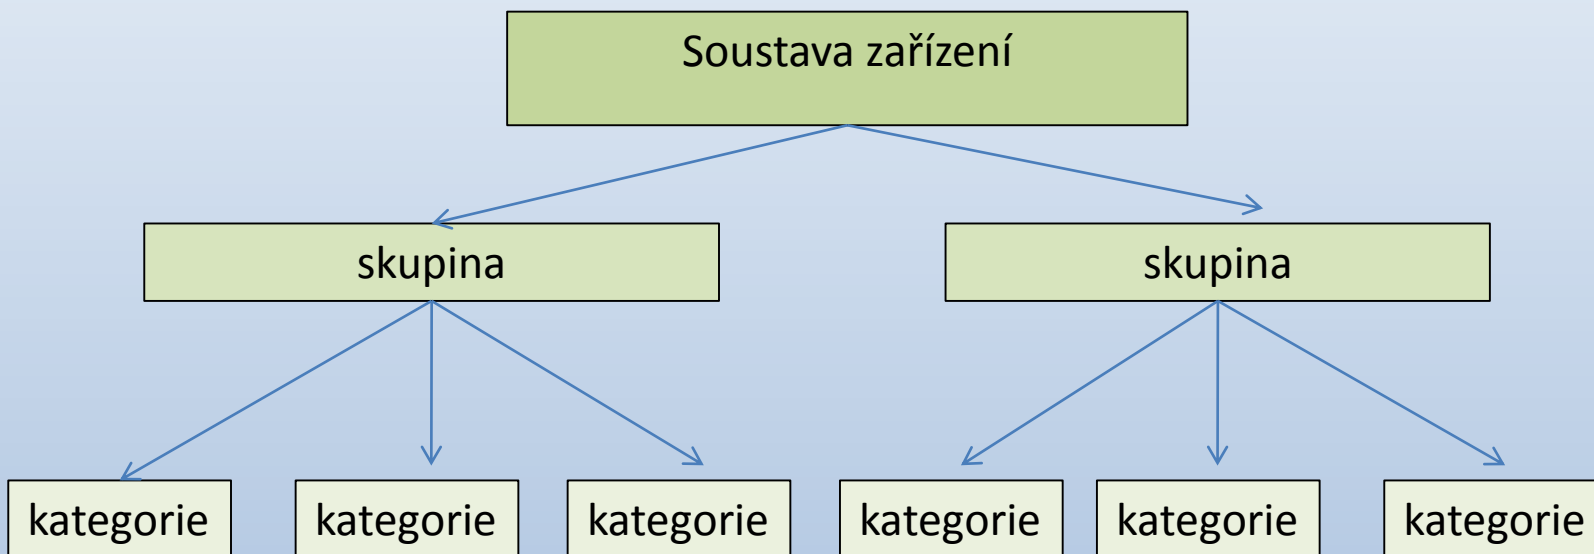 Soustava zařízení
skupina
skupina
kategorie
kategorie
kategorie
kategorie
kategorie
kategorie